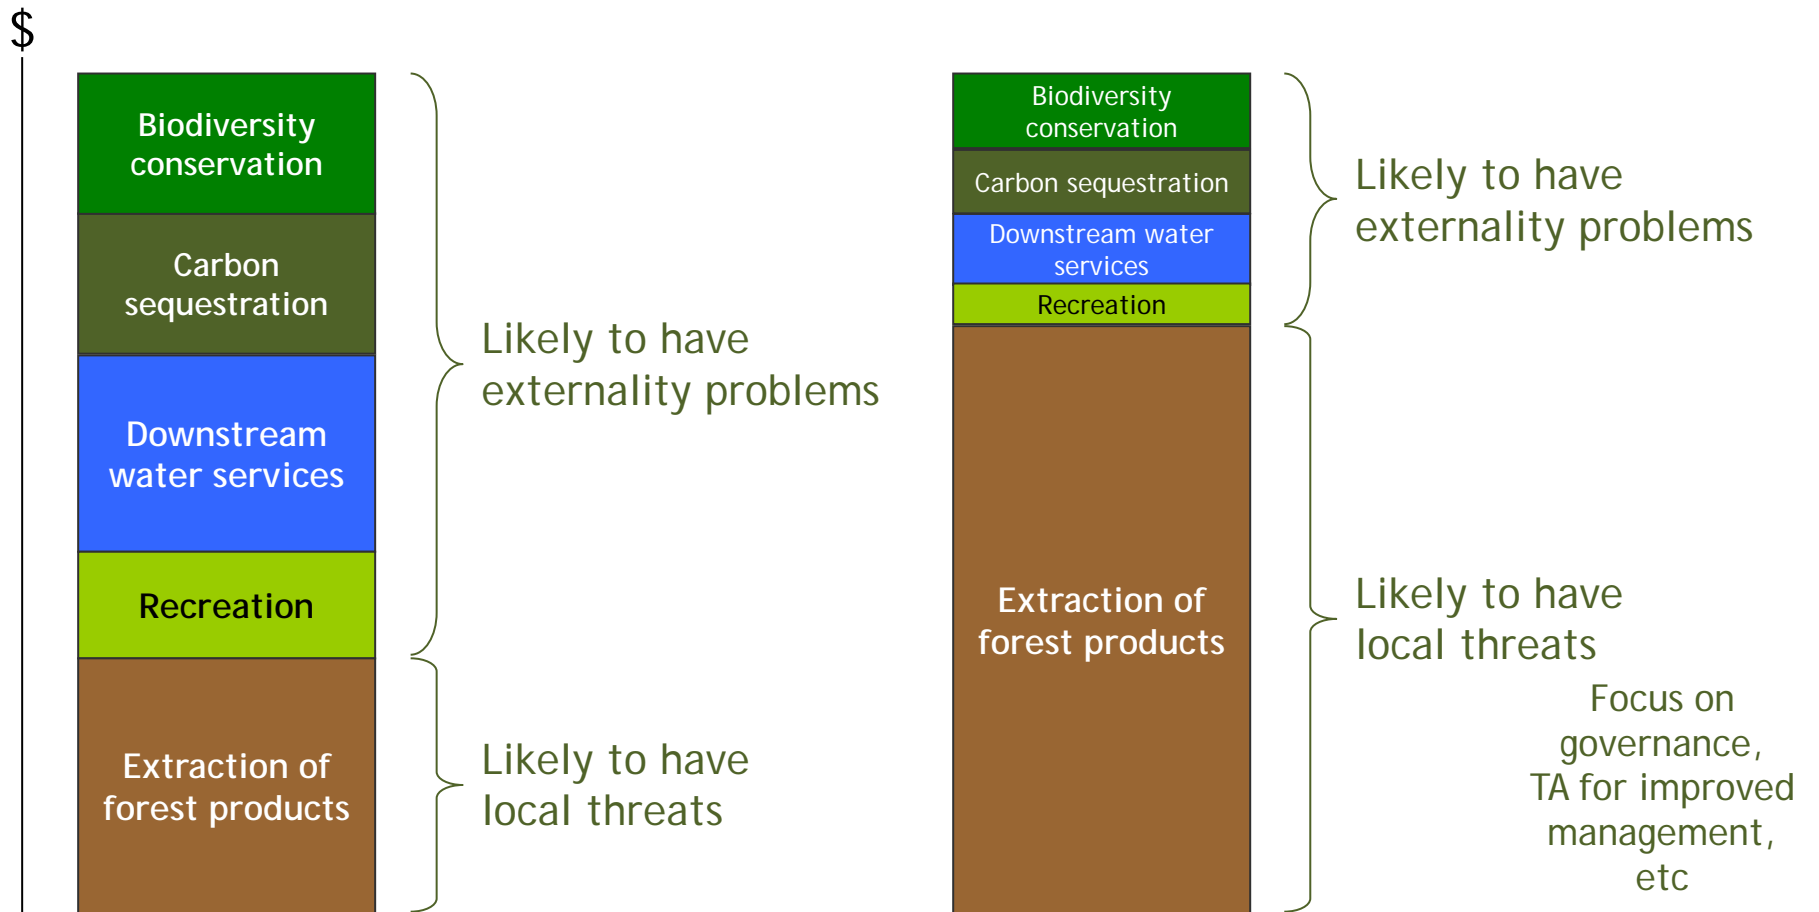 $
Biodiversity
conservation
Carbon
sequestration
Downstream
water services
Recreation
Extraction of
forest products
Likely to have
externality problems
Likely to have
local threats
Biodiversity
conservation
Carbon sequestration
Downstream water
services
Recreation
Extraction of
forest products
Likely to have
externality problems
Likely to have
local threats
Focus on
governance,
TA for improved
management,
etc